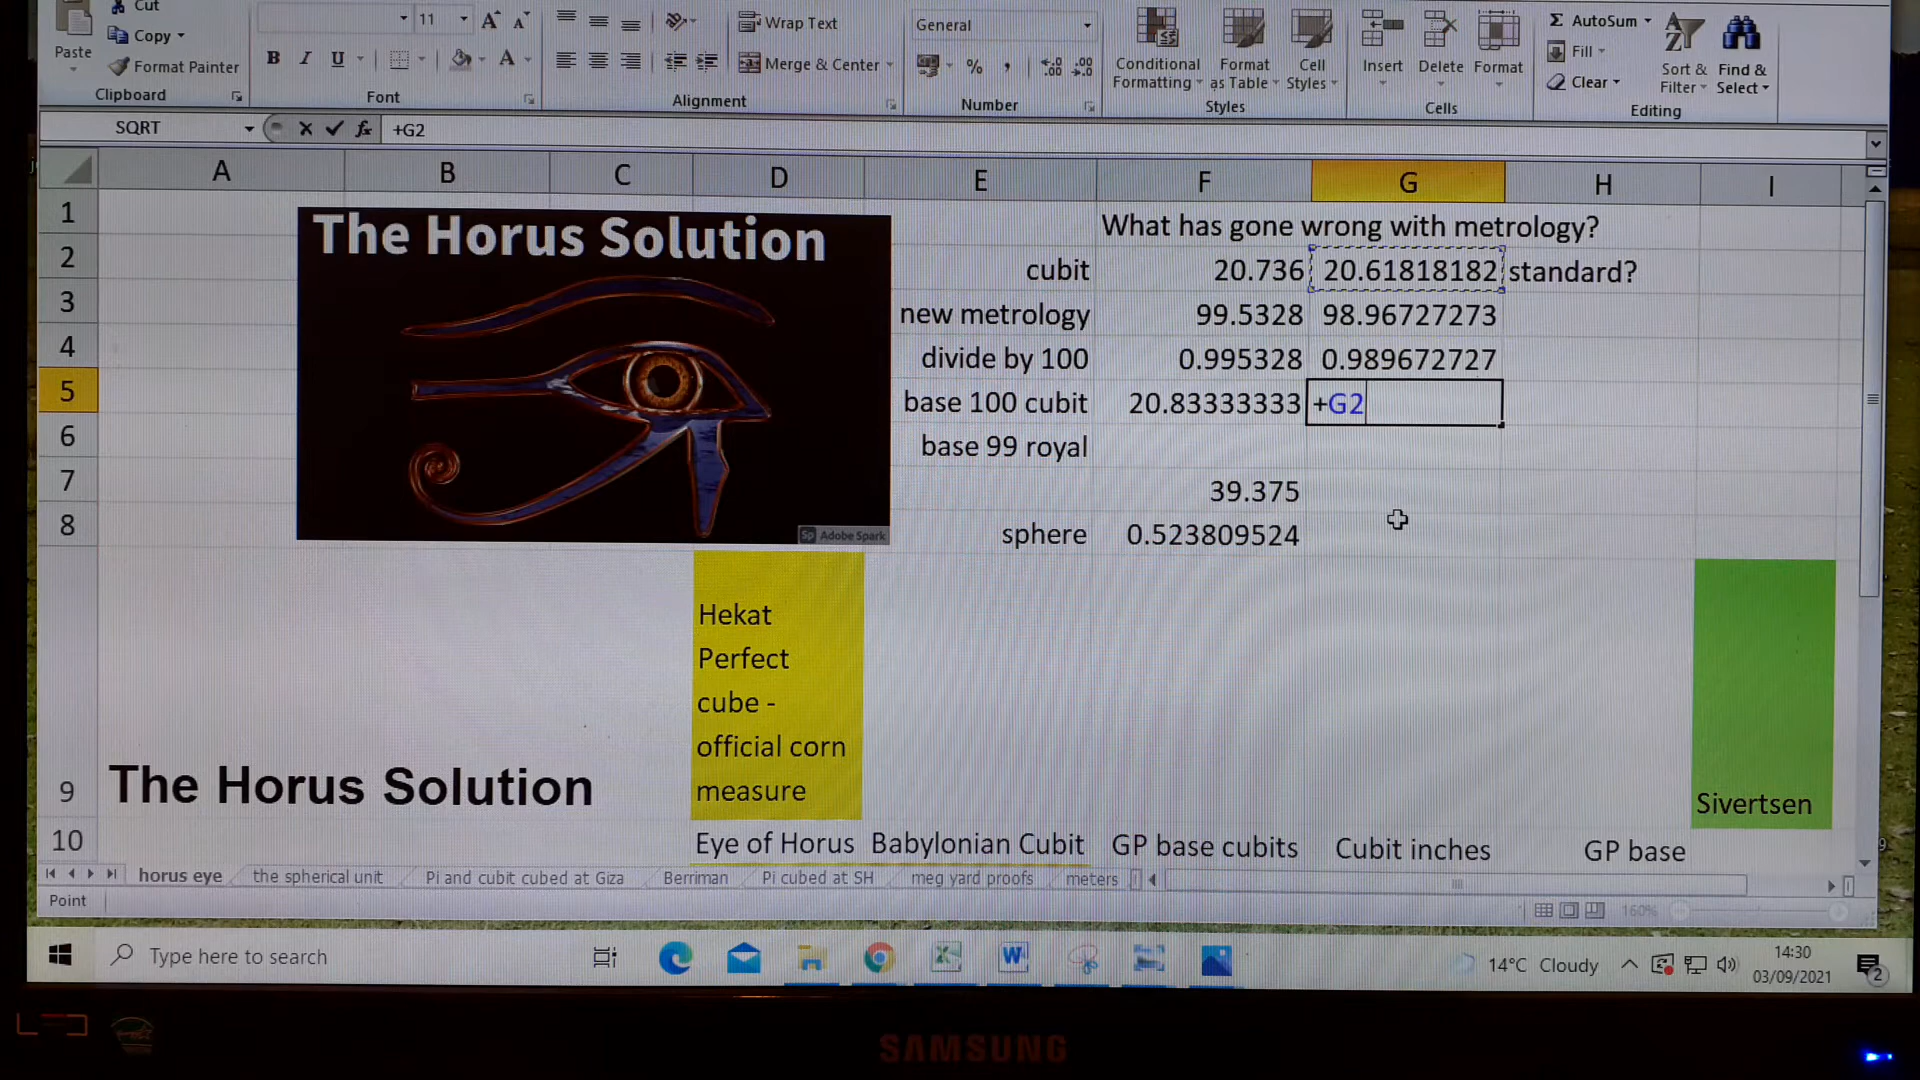 Cut
Copy
Paste
Format Painter
Clipboard
11
A A
B I U
A
Font
Wrap Text
Merge & Center
Alignment
General
%
Number
Conditional
Formatting
Format
as Table
Cell
Styles
Styles
Insert
Delete
Format
Cells
Σ AutoSum
Fill
Clear
Sort &
Filter
Find &
Select
Editing
SQRT
fx
+G2
A B C D E F G H I
1 What has gone wrong with metrology?
2 cubit 20.736 20.61818182 standard?
3 new metrology 99.5328 98.96727273
4 divide by 100 0.995328 0.989672727
5 base 100 cubit 20.83333333 +G2
6 base 99 royal
7 39.375
8 sphere 0.523809524
The Horus Solution
Sp Adobe Spark
Hekat
Perfect
cube -
official corn
measure
9 The Horus Solution
Sivertsen
10 Eye of Horus Babylonian Cubit GP base cubits Cubit inches GP base
horus eye the spherical unit Pi and cubit cubed at Giza Berriman Pi cubed at SH meg yard proofs meters
Point
160%
Type here to search
14°C Cloudy
14:30
03/09/2021
2
SAMSUNG